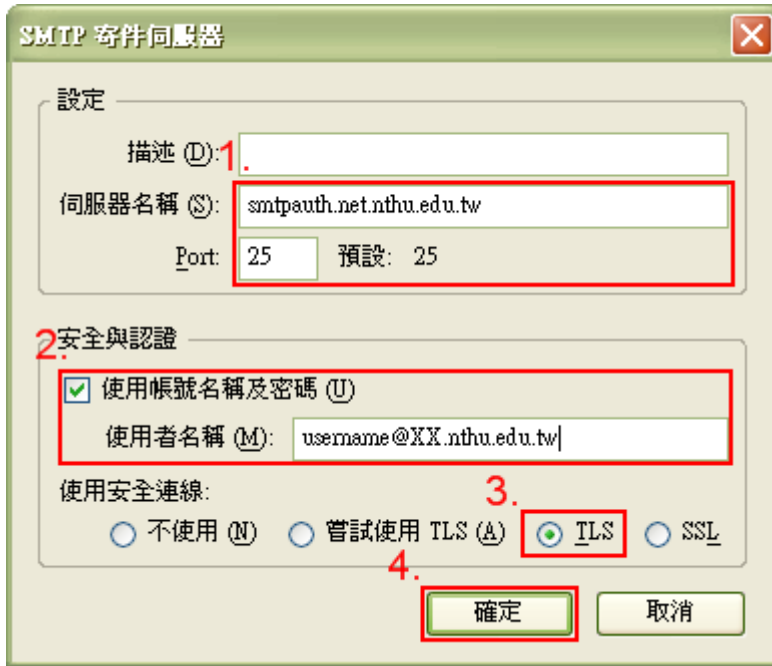 SMTP 寄件伺服器
設定
描述 (D):
1.
伺服器名稱 (S): smtpauth.net.nthu.edu.tw
Port: 25 預設: 25
2.
安全與認證
使用帳號名稱及密碼 (U)
使用者名稱 (M): username@XX.nthu.edu.tw
使用安全連線:
3.
不使用 (N) 嘗試使用 TLS (A) TLS SSL
4.
確定 取消